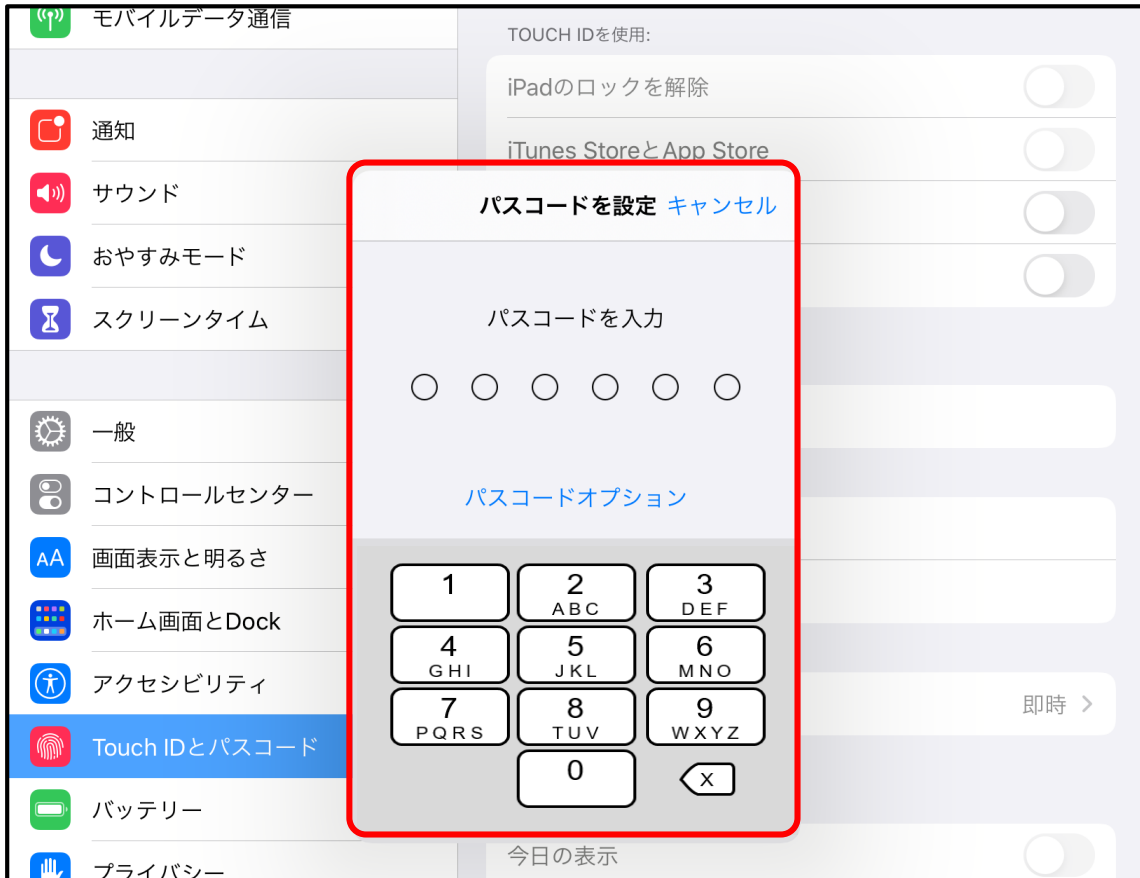 モバイルデータ通信
通知
サウンド
おやすみモード
スクリーンタイム
一般
コントロールセンター
AA
画面表示と明るさ
ホーム画面とDock
アクセシビリティ
Touch IDとパスコード
バッテリー
プライバシー
TOUCH IDを使用:
iPadのロックを解除
iTunes StoreとApp Store
即時
今日の表示
パスコードを設定 キャンセル
パスコードを入力
パスコードオプション
1 2 3
ABC DEF
4 5 6
GHI JKL MNO
7 8 9
PQRS TUV WXYZ
0 X